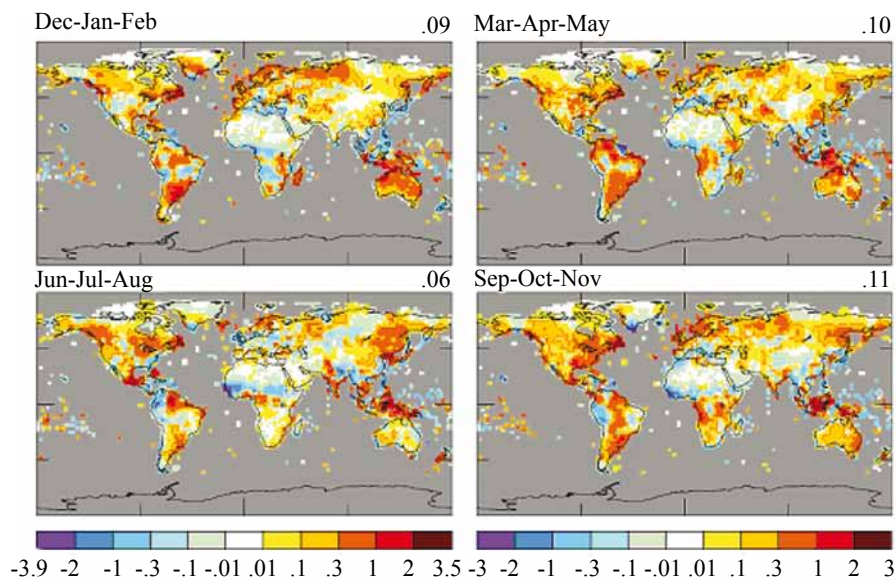 Dec-Jan-Feb .09 Mar-Apr-May .10
Jun-Jul-Aug .06 Sep-Oct-Nov .11
-3.9 -2 -1 -.3 -.1 -.01 .01 .1 .3 1 2 3.5 -3 -2 -1 -.3 -.1 -.01 .01 .1 .3 1 2 3